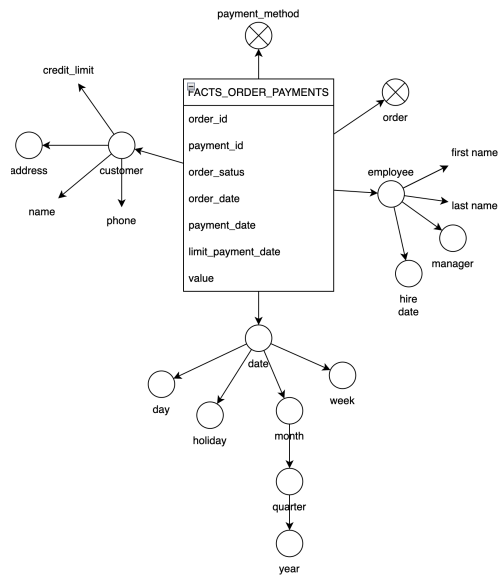 payment_method
credit_limit
FACTS_ORDER_PAYMENTS
order_id
payment_id
order_satus
order_date
payment_date
limit_payment_date
value
order
first name
employee
last name
manager
hire
date
address
customer
name
phone
date
day
holiday
month
week
quarter
year